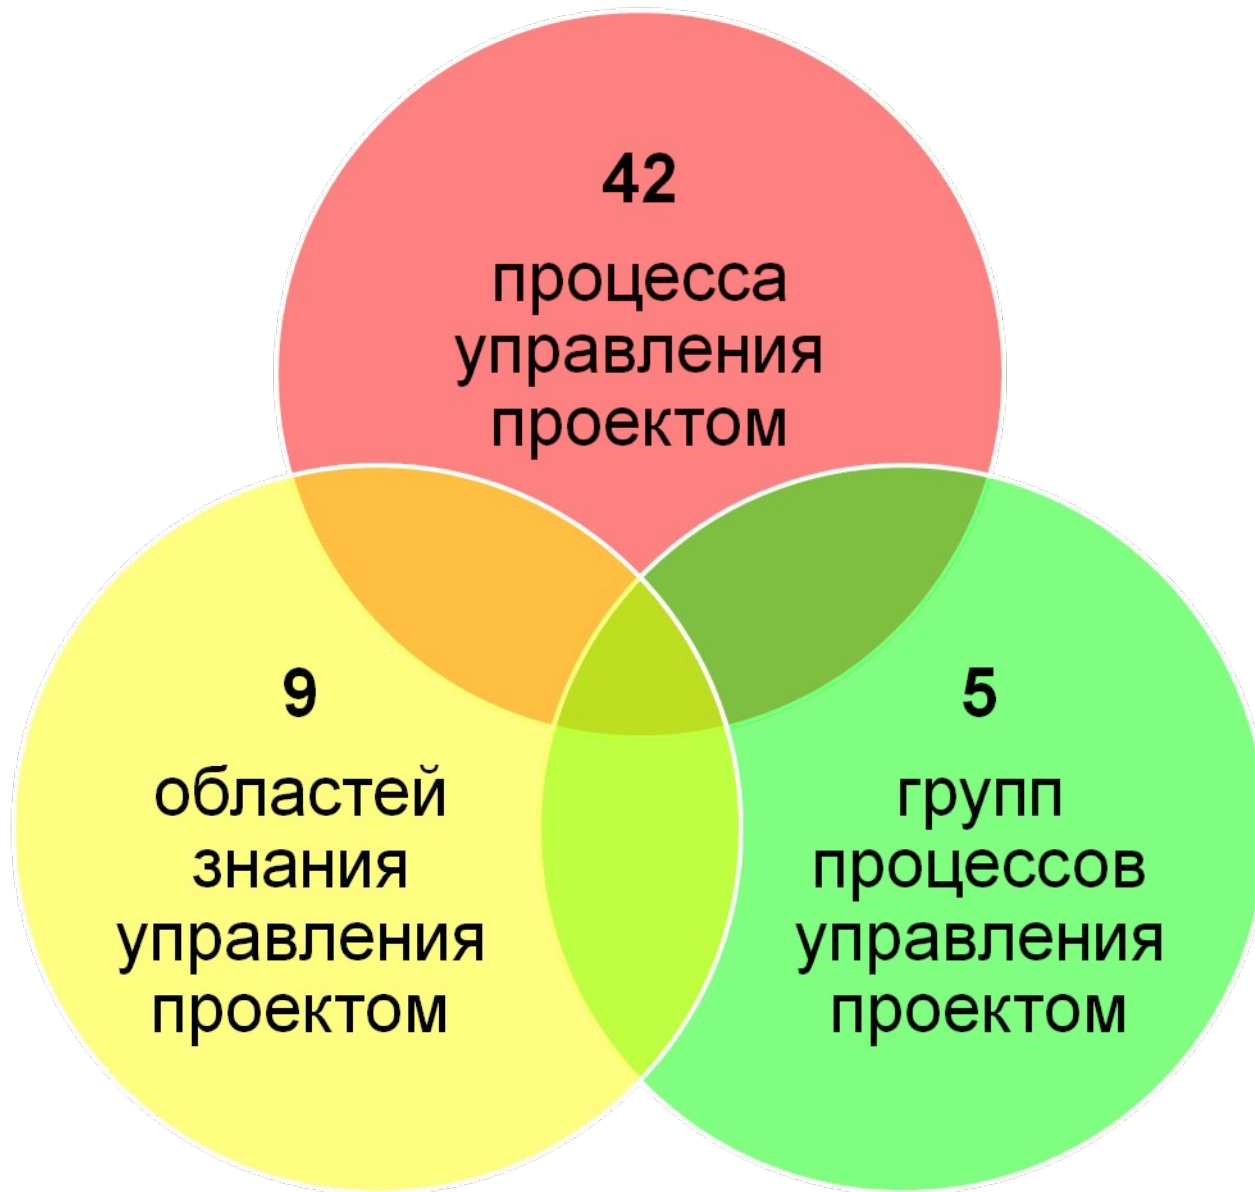 42
процесса
управления
проектом
9
областей
знания
управления
проектом
5
групп
процессов
управления
проектом